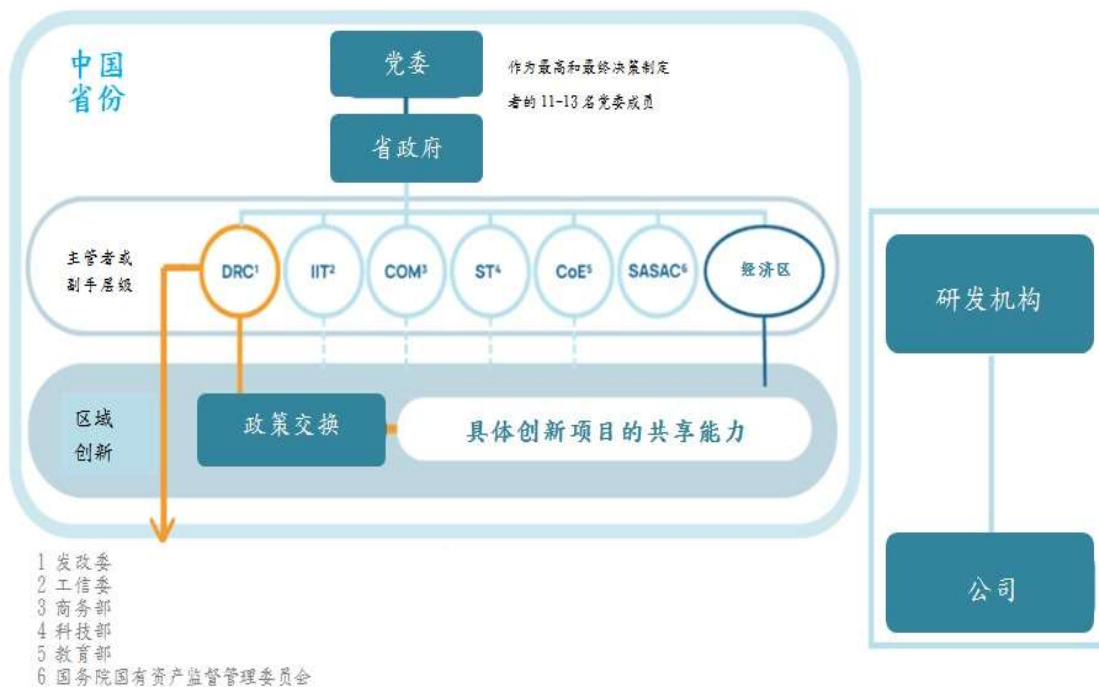 中国
省份
党委
作为最高和最终决策制定
者的 11-13 名党委成员
省政府
主管者或
副手层级
DRC¹
IIT²
COM³
ST⁴
CoE⁵
SASAC⁶
经济区
研发机构
区域
创新
政策交换
具体创新项目的共享能力
公司
1 发改委
2 工信委
3 商务部
4 科技部
5 教育部
6 国务院国有资产监督管理委员会